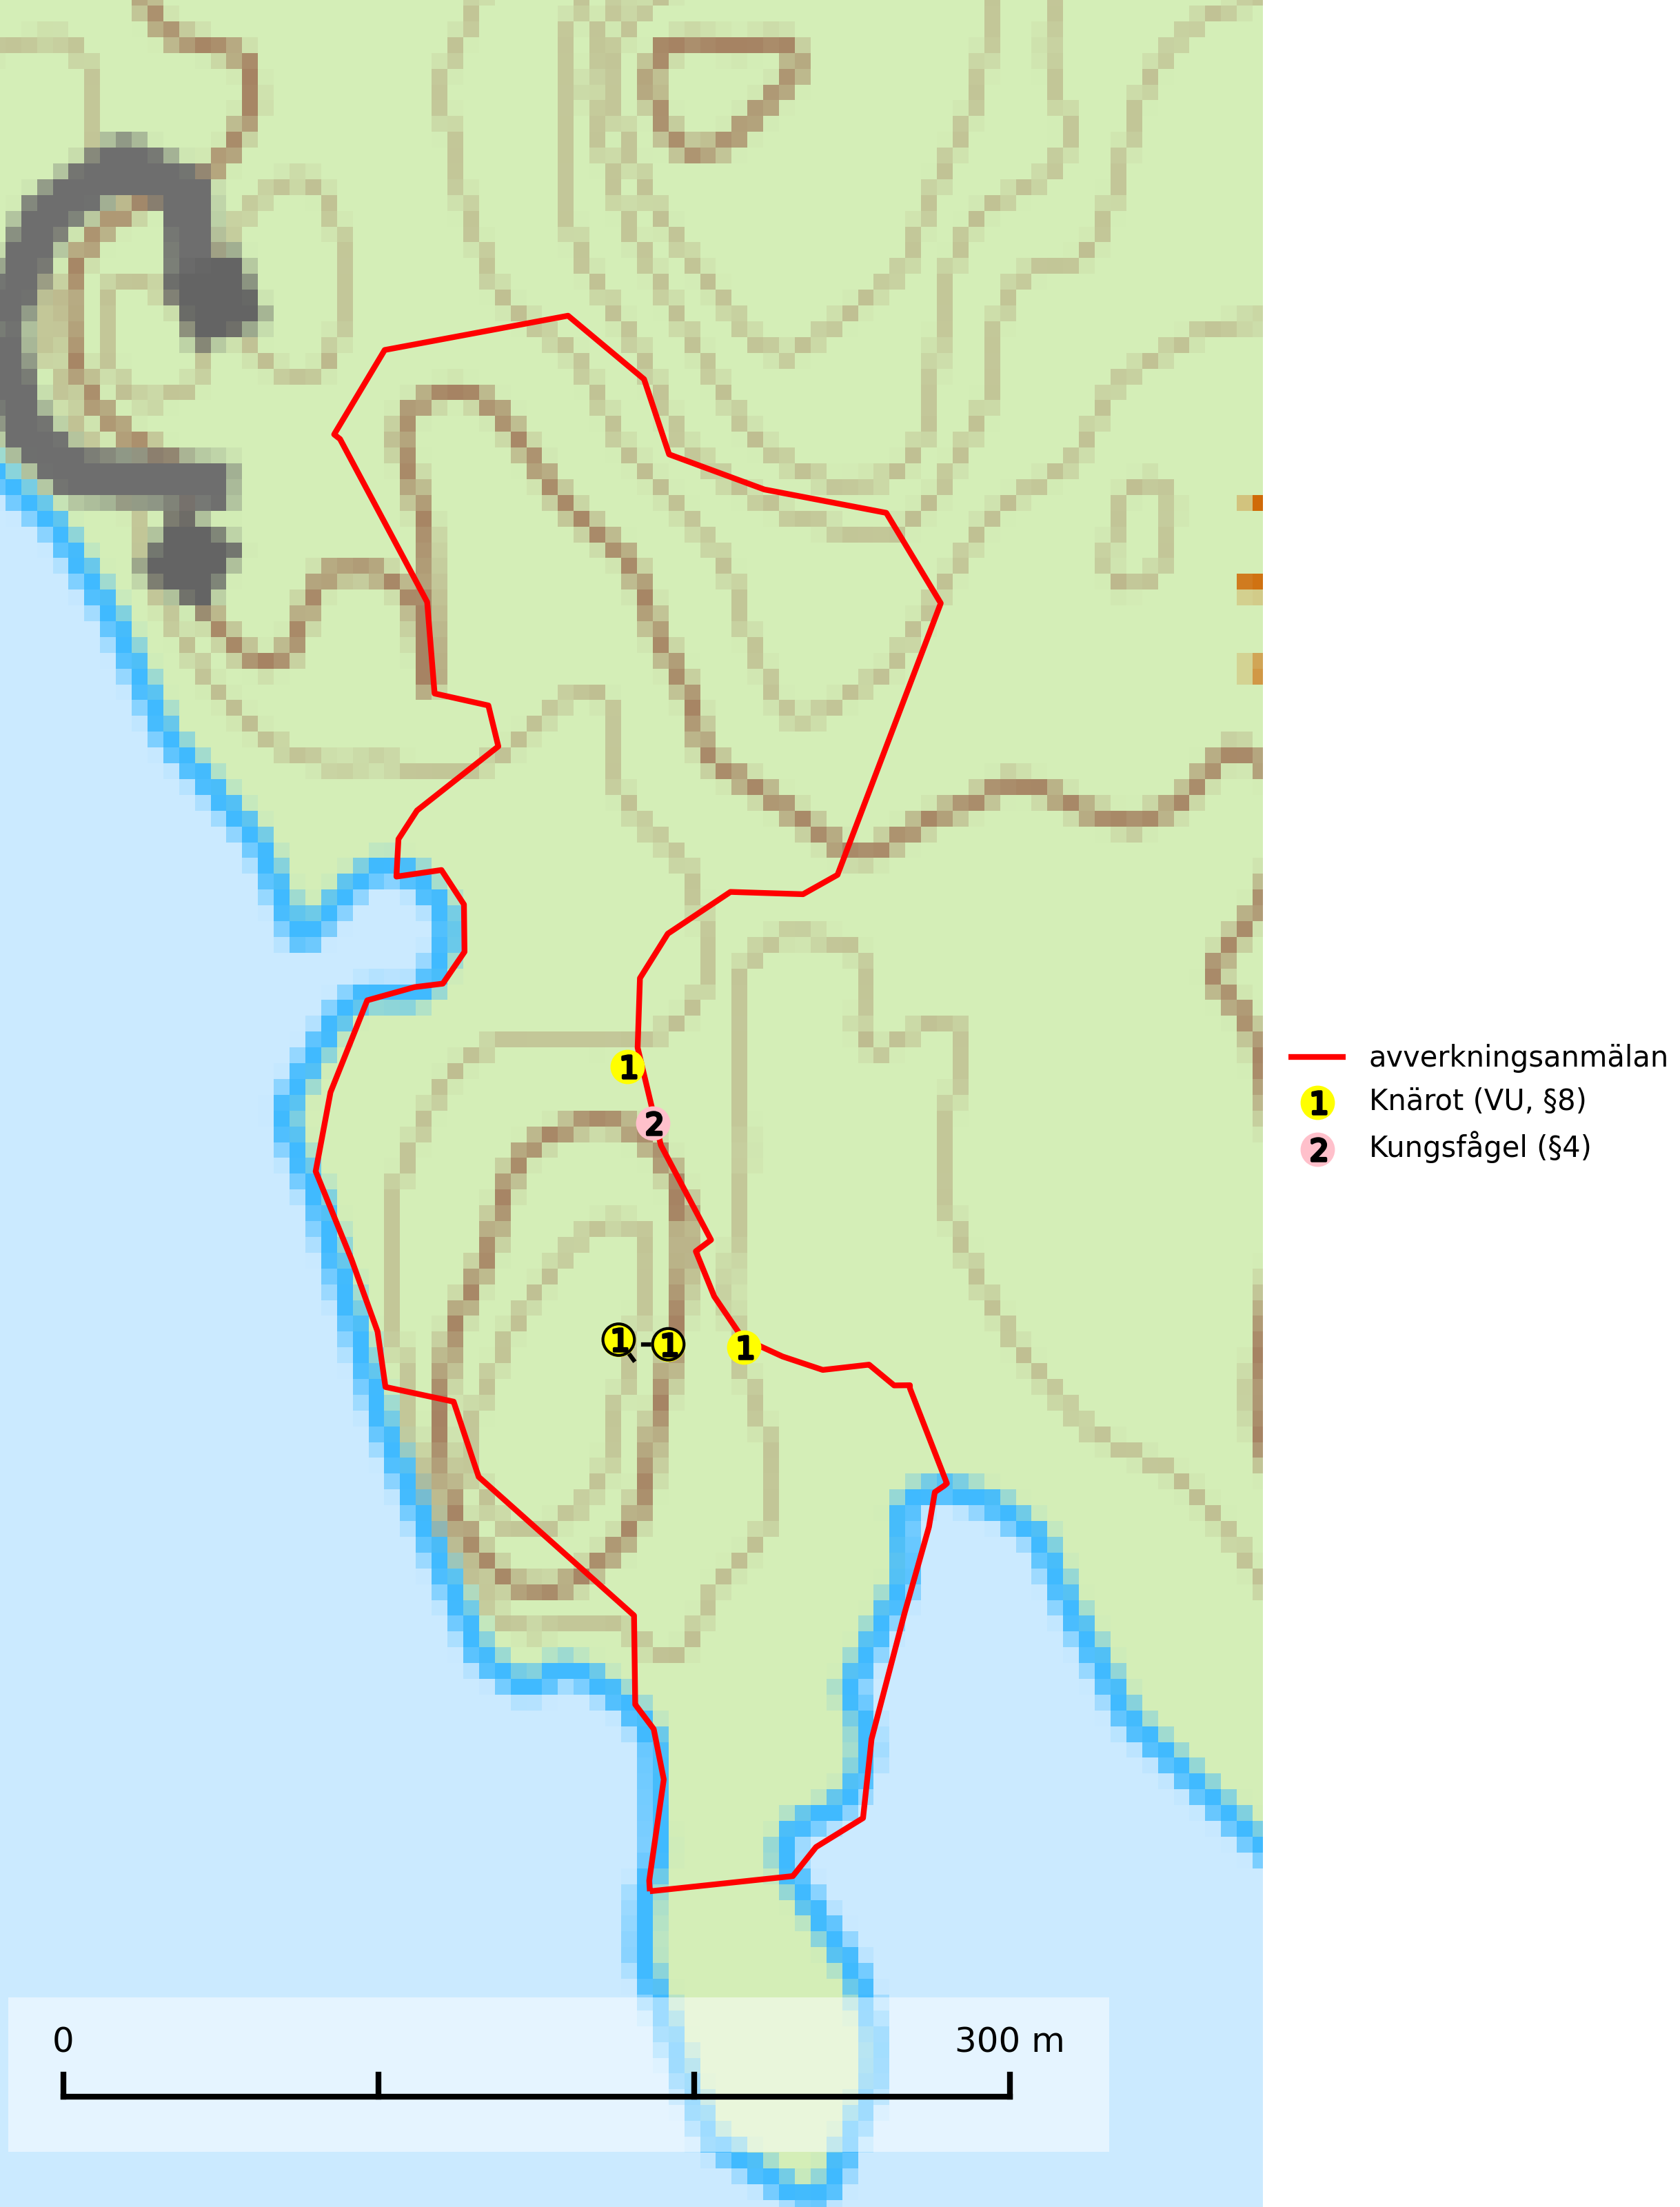 1
2
1 1 1
avverkningsanmälan
1 Knärot (VU, §8)
2 Kungsfågel (§4)
0 300 m